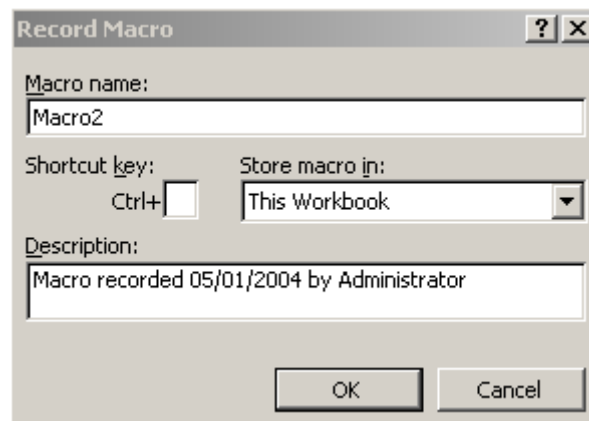 Record Macro ? X
Macro name:
Macro2
Shortcut key: Store macro in:
Ctrl+ This Workbook
Description:
Macro recorded 05/01/2004 by Administrator
OK Cancel